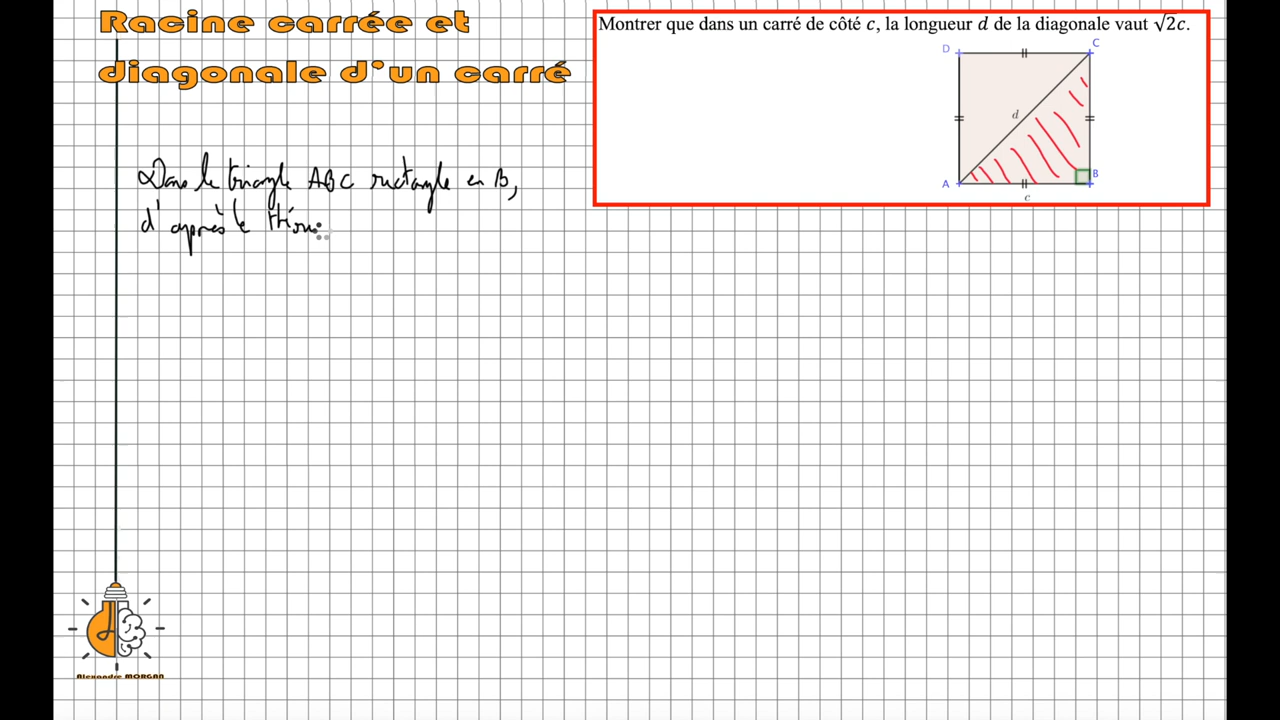 Racine carrée et
diagonale d'un carré
Montrer que dans un carré de côté c, la longueur d de la diagonale vaut √2c.
D
C
d
A
B
c
Dans le triangle ABC rectangle en B,
d'après le
Alexandre MORGAN